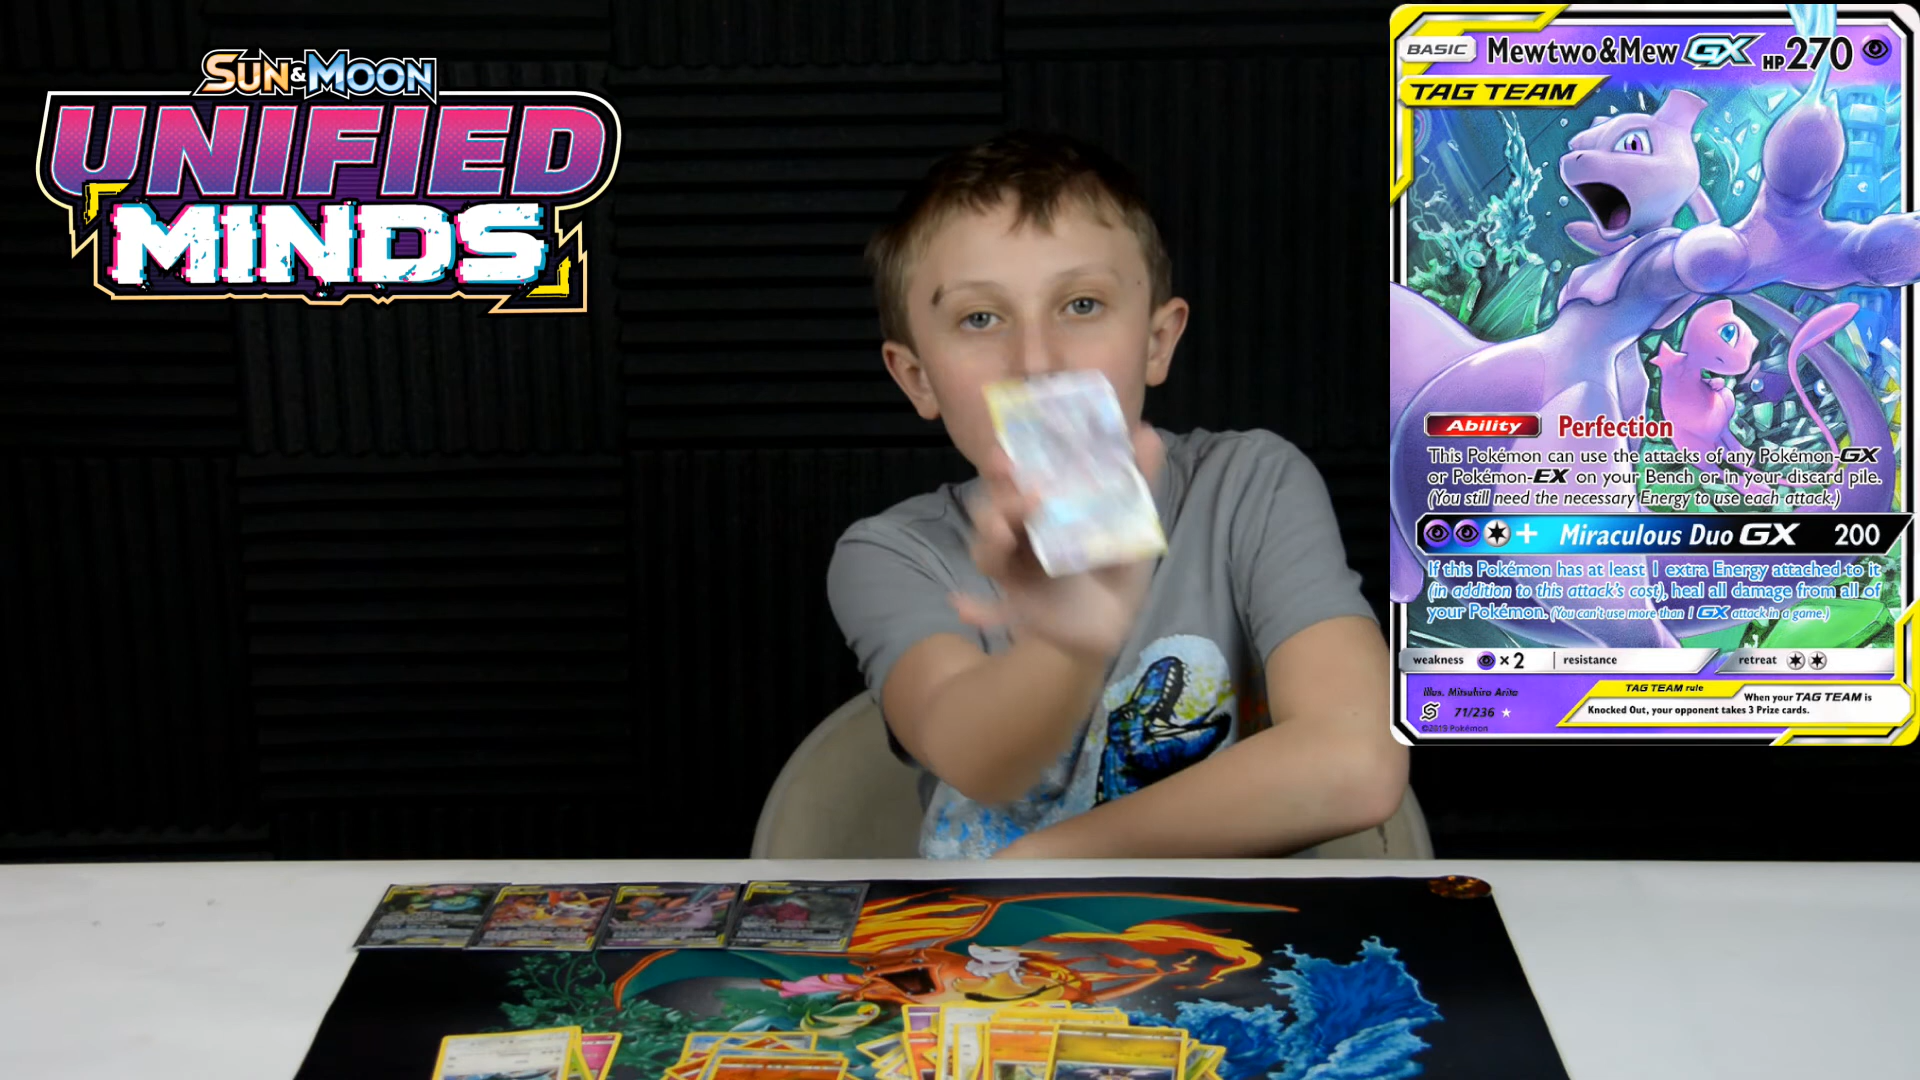 SUN & MOON
UNIFIED
MINDS
BASIC Mewtwo&Mew GX HP 270
TAG TEAM
Ability Perfection
This Pokémon can use the attacks of any Pokémon-GX
or Pokémon-EX on your Bench or in your discard pile.
(You still need the necessary Energy to use each attack.)
+ Miraculous Duo GX 200
If this Pokémon has at least 1 extra Energy attached to it
(in addition to this attack's cost), heal all damage from all of
your Pokémon. (You can't use more than 1 GX attack in a game.)
weakness ×2 resistance retreat
Illus. Mitsuhiro Arita
TAG TEAM rule
When your TAG TEAM is
Knocked Out, your opponent takes 3 Prize cards.
71/236
©2019 Pokémon